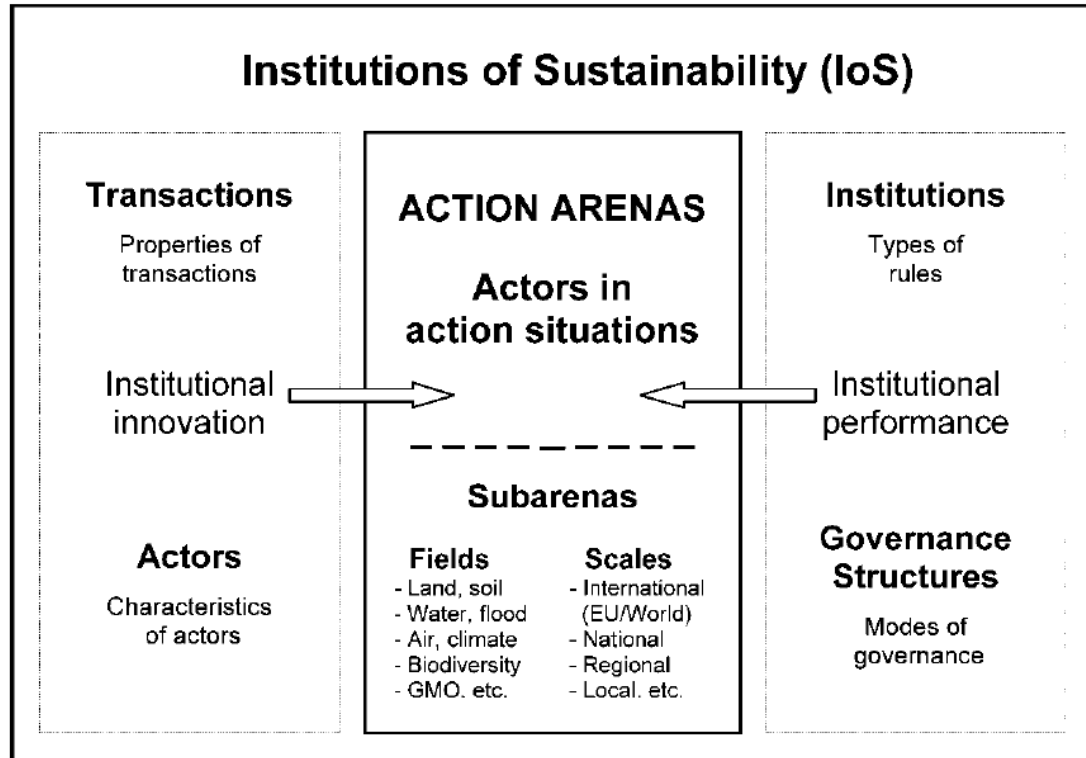 Institutions of Sustainability (IoS)
Transactions
Properties of
transactions
Institutional
innovation
Actors
Characteristics
of actors
ACTION ARENAS
Actors in
action situations
Subarenas
Fields
- Land, soil
- Water, flood
- Air, climate
- Biodiversity
- GMO. etc.
Scales
- International
(EU/World)
- National
- Regional
- Local. etc.
Institutions
Types of
rules
Institutional
performance
Governance
Structures
Modes of
governance